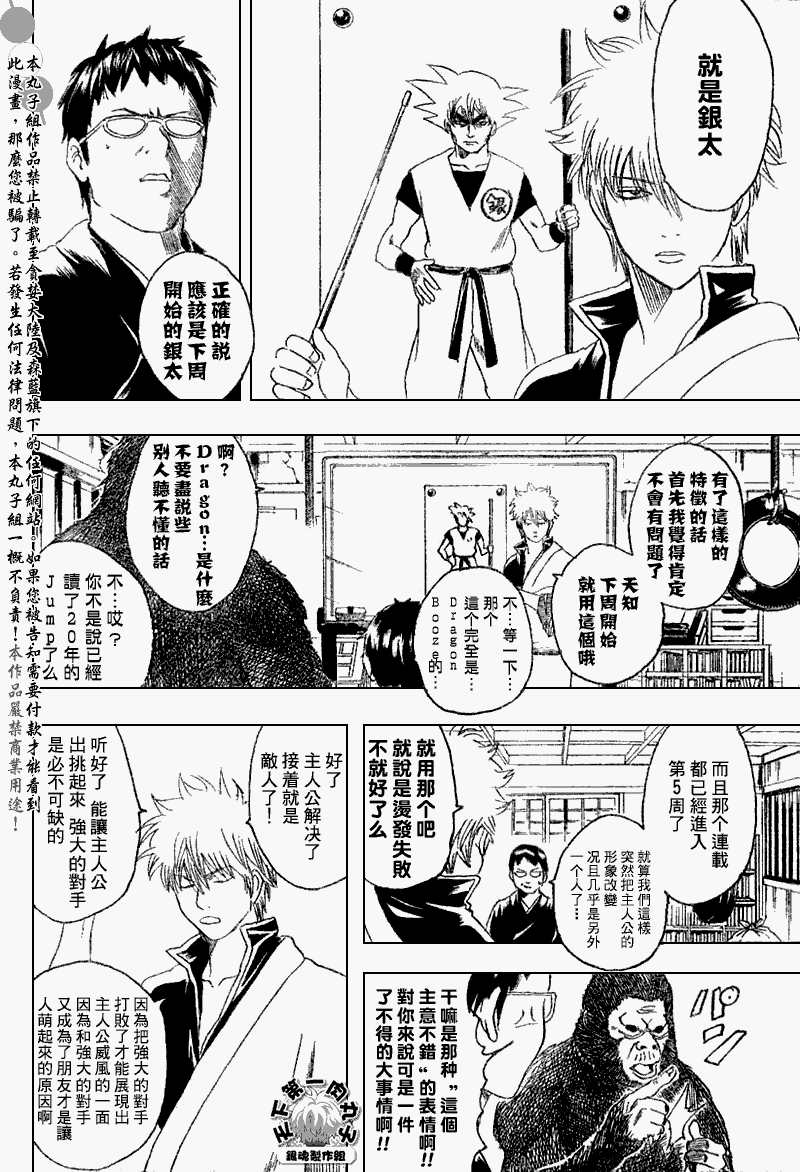 就是銀太
銀
正確的說
應該是下周
開始的銀太
有了這樣的
特徵的話
首先我覺得肯定
不會有問題了
天知
下周開始
就用這個哦
不…等一下…
那个
這个完全是…
Dragon
Booze的…
啊?
Dragon…是什麼
不要盡說些
別人聽不懂的話
不…哎?
你不是說已經
讀了20年的
Jump了么
而且那个連載
都已經進入
第5周了
就算我們這樣
突然把主人公的
形象改變
况且几乎是另外
一个人了…
就用那个吧
就說是燙發失敗
不就好了么
パン
干嘛是那种”這個
主意不錯“的表情啊!!
對你來說可是一件
了不得的大事情啊!!
好了
主人公解决了
接着就是
敵人了!
听好了 能讓主人公
出挑起來 強大的對手
是必不可缺的
因為把強大的對手
打敗了才能展現出
主人公威風的一面
因為和強大的對手
又成為了朋友才是讓
人萌起來的原因啊
天下第一肉丸子
銀魂製作組
本丸子組作品禁止轉載至貪婪大陸及森藍旗下的任何網站。如果您被告知需要付款才能看到
此漫畫，那麼您被騙了。若發生任何法律問題，本丸子組一概不負責！本作品嚴禁商業用途！